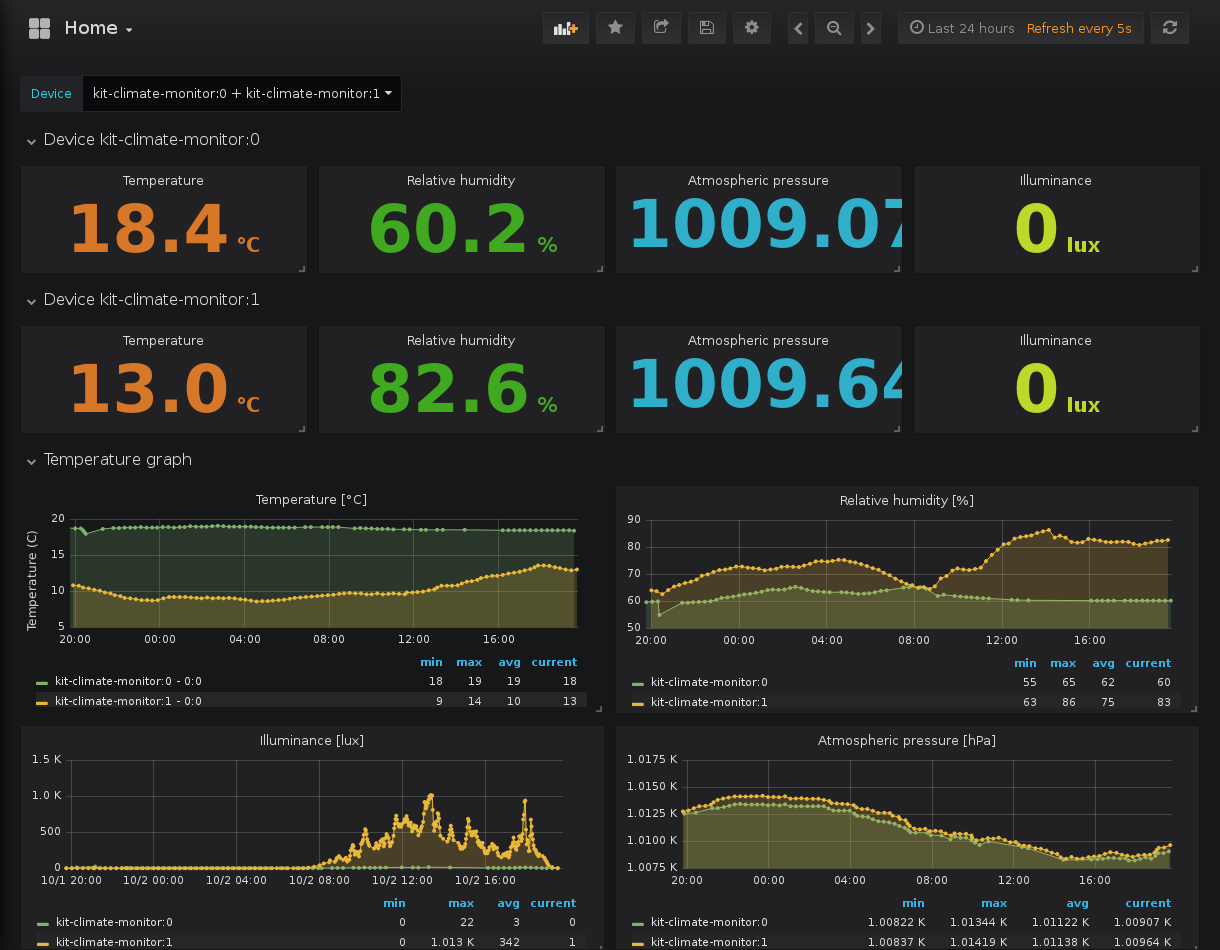 Home
Last 24 hours Refresh every 5s
Device kit-climate-monitor:0 + kit-climate-monitor:1
Device kit-climate-monitor:0
Temperature Relative humidity Atmospheric pressure Illuminance
18.4 °C 60.2 % 1009.07 0 lux
Device kit-climate-monitor:1
Temperature Relative humidity Atmospheric pressure Illuminance
13.0 °C 82.6 % 1009.64 0 lux
Temperature graph
Temperature [°C]
Temperature (C)
20
15
10
5
20:00 00:00 04:00 08:00 12:00 16:00
min max avg current
kit-climate-monitor:0 - 0:0 18 19 19 18
kit-climate-monitor:1 - 0:0 9 14 10 13
Relative humidity [%]
90
80
70
60
50
20:00 00:00 04:00 08:00 12:00 16:00
min max avg current
kit-climate-monitor:0 55 65 62 60
kit-climate-monitor:1 63 86 75 83
Illuminance [lux]
1.5 K
1.0 K
500
0
10/1 20:00 10/2 00:00 10/2 04:00 10/2 08:00 10/2 12:00 10/2 16:00
min max avg current
kit-climate-monitor:0 0 22 3 0
kit-climate-monitor:1 0 1.013 K 342 1
Atmospheric pressure [hPa]
1.0175 K
1.0150 K
1.0125 K
1.0100 K
1.0075 K
20:00 00:00 04:00 08:00 12:00 16:00
min max avg current
kit-climate-monitor:0 1.00822 K 1.01344 K 1.01122 K 1.00907 K
kit-climate-monitor:1 1.00837 K 1.01419 K 1.01138 K 1.00964 K